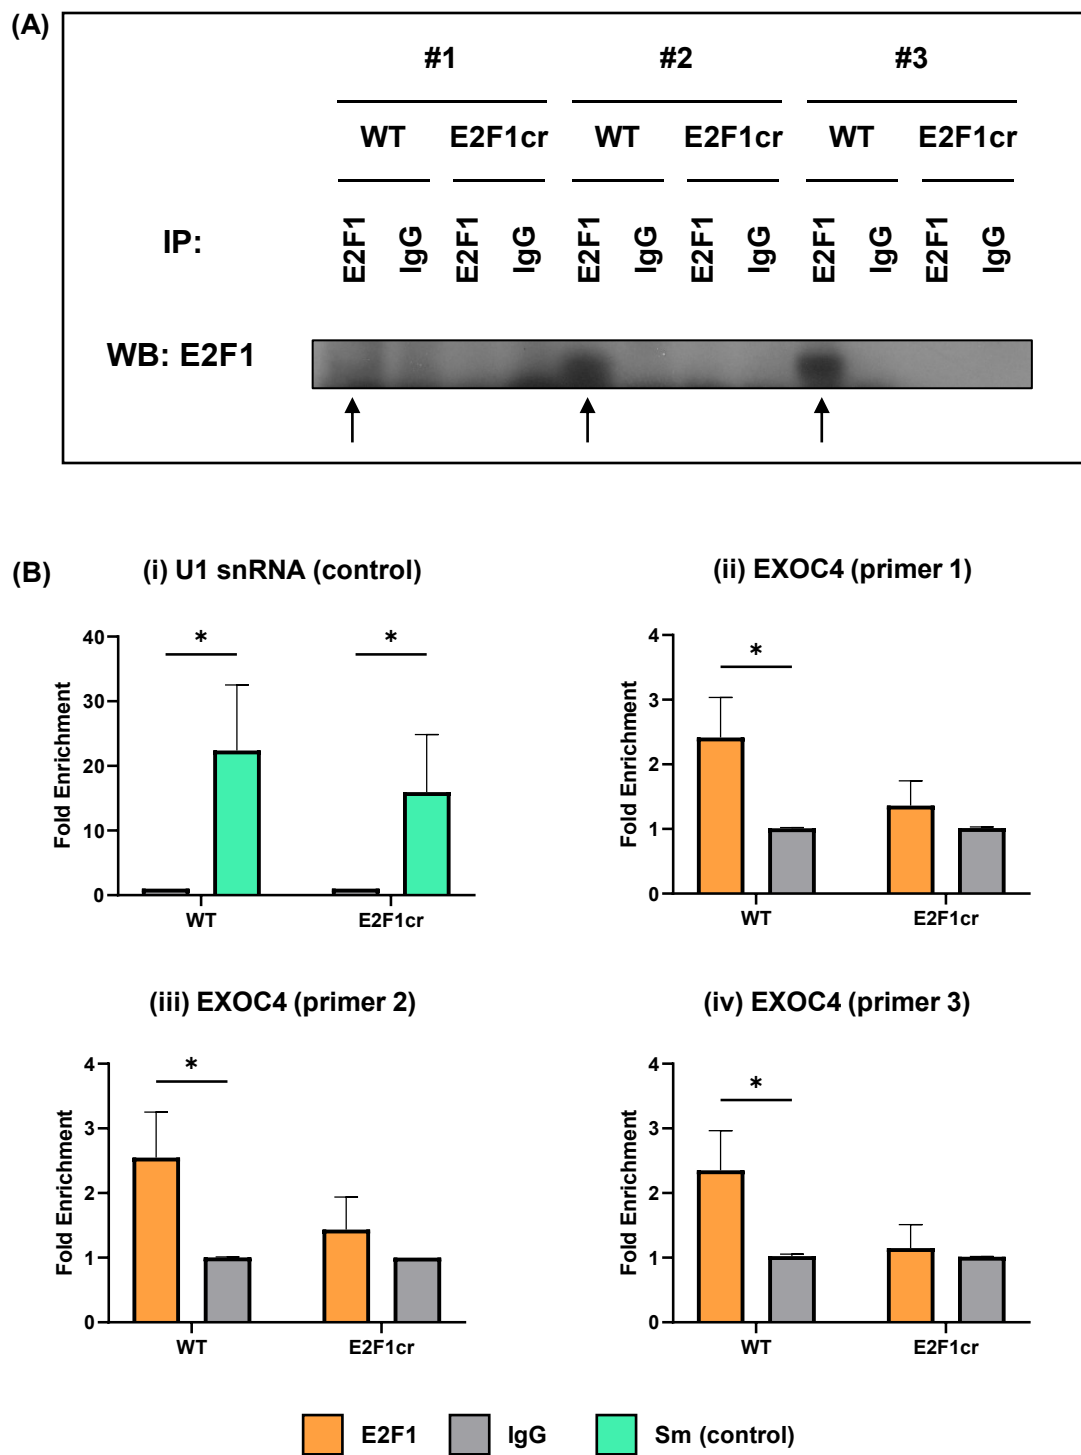 (A)
#1 #2 #3
WT E2F1cr WT E2F1cr WT E2F1cr
IP: E2F1 IgG E2F1 IgG E2F1 IgG E2F1 IgG E2F1 IgG E2F1 IgG
WB: E2F1
(B)
(i) U1 snRNA (control)
Fold Enrichment
40
30
20
10
0
* *
WT E2F1cr
(ii) EXOC4 (primer 1)
Fold Enrichment
4
3
2
1
0
*
WT E2F1cr
(iii) EXOC4 (primer 2)
Fold Enrichment
4
3
2
1
0
*
WT E2F1cr
(iv) EXOC4 (primer 3)
Fold Enrichment
4
3
2
1
0
*
WT E2F1cr
E2F1 IgG Sm (control)